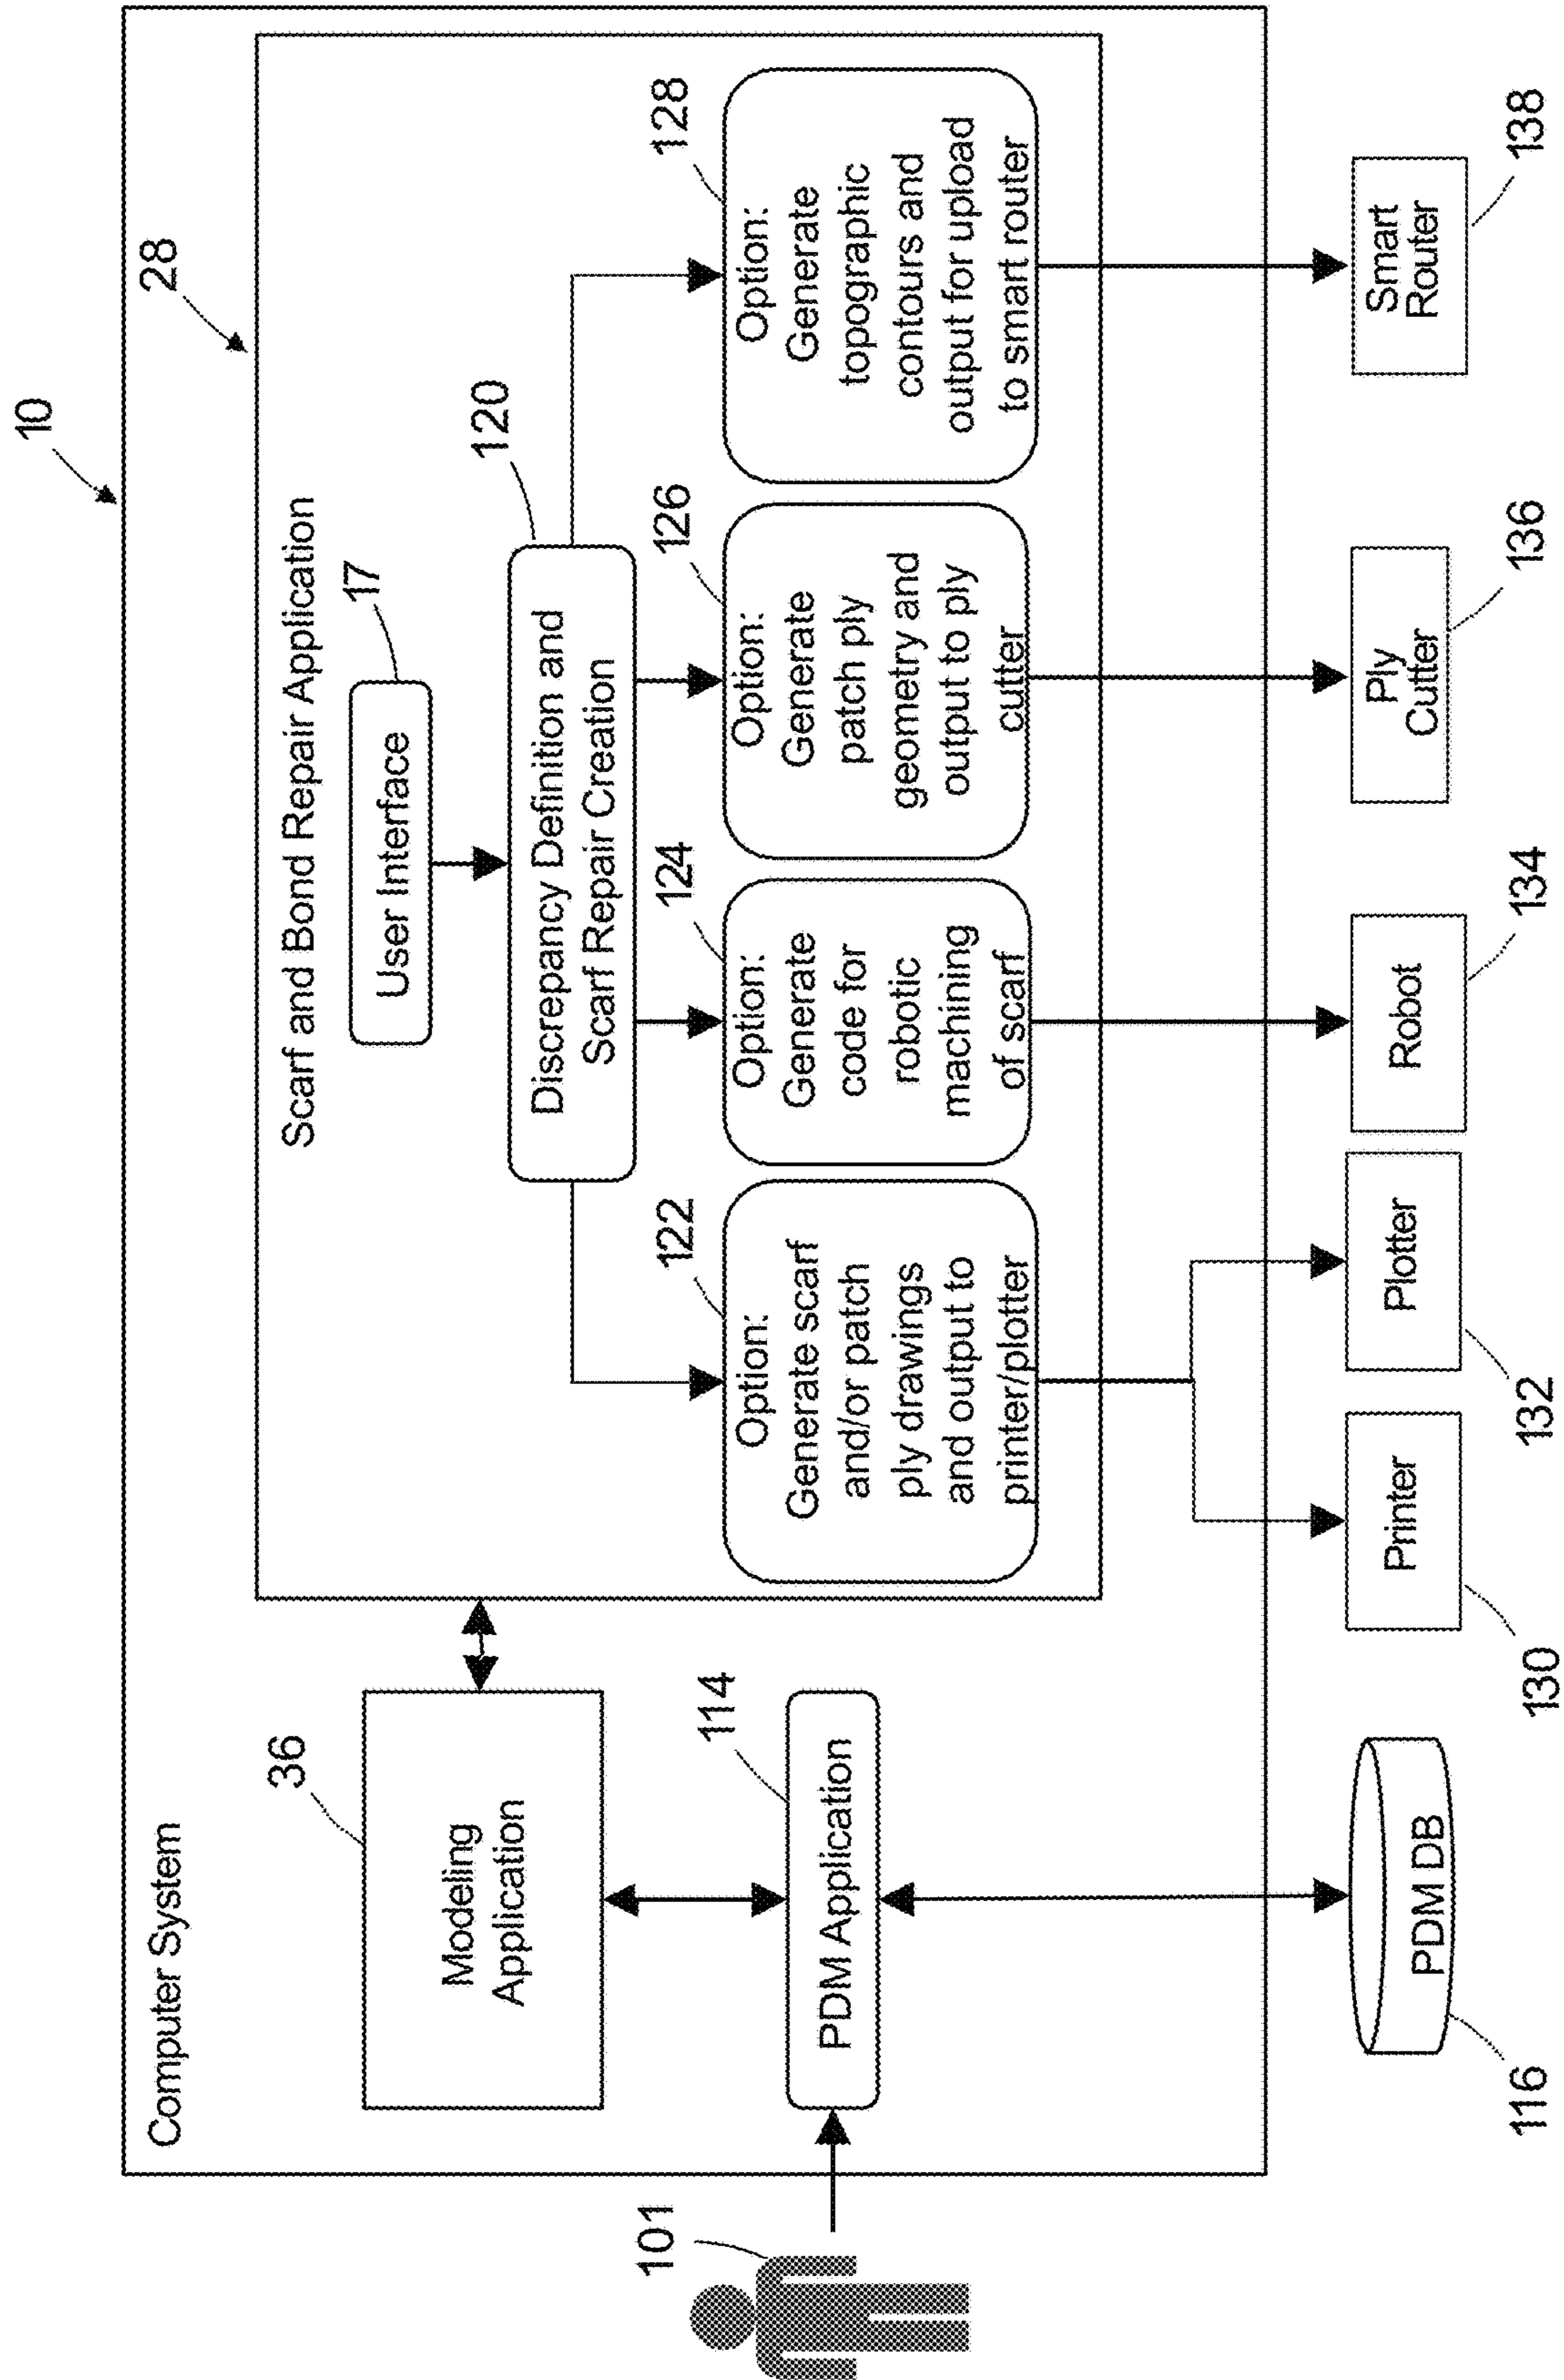 10
28
Computer System
Scarf and Bond Repair Application
36
Modeling
Application
17
User Interface
120
Discrepancy Definition and
Scarf Repair Creation
101
114
PDM Application
122
Option:
Generate scarf
and/or patch
ply drawings
and output to
printer/plotter
124
Option:
Generate
code for
robotic
machining
of scarf
126
Option:
Generate
patch ply
geometry and
output to ply
cutter
128
Option:
Generate
topographic
contours and
output for upload
to smart router
PDM DB
116
Printer
130
Plotter
132
Robot
134
Ply
Cutter
136
Smart
Router
138